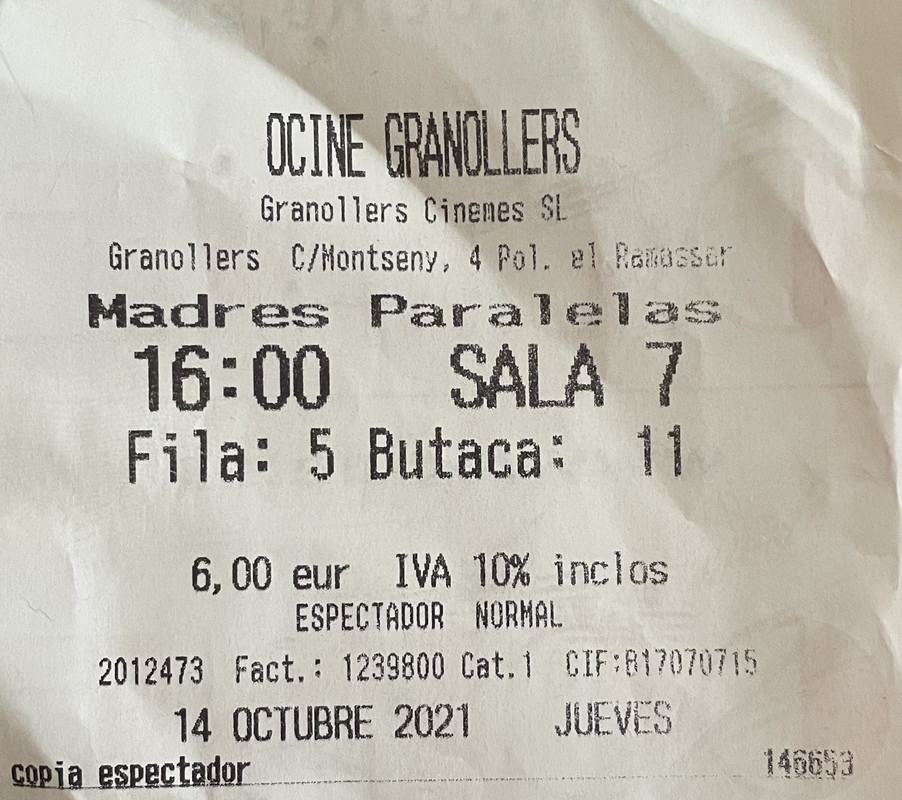 OCINE GRANOLLERS
Granollers Cinemes SL
Granollers C/Montseny, 4 Pol. el Ramassar
Madres Paralelas
16:00 SALA 7
Fila: 5 Butaca: 11
6,00 eur IVA 10% inclos
ESPECTADOR NORMAL
2012473 Fact.: 1239800 Cat.1 CIF:B17070715
14 OCTUBRE 2021 JUEVES
copia espectador 146653